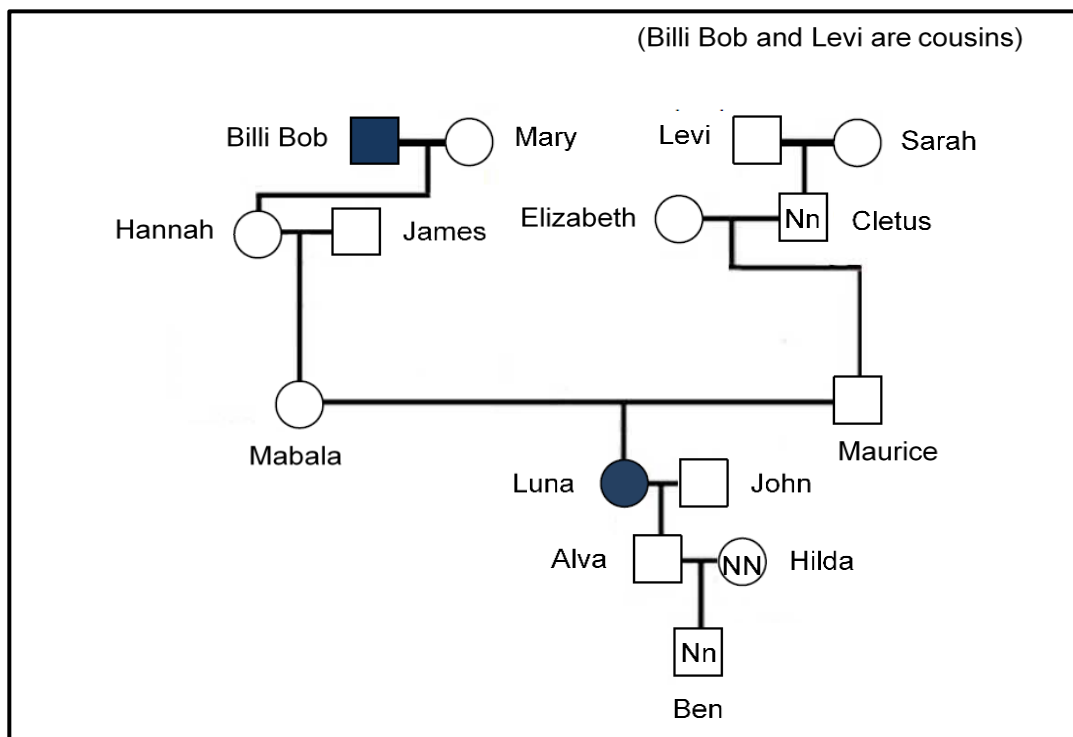 (Billi Bob and Levi are cousins)
Billi Bob Mary Levi Sarah
Hannah James Elizabeth Nn Cletus
Mabala Maurice
Luna John
Alva NN Hilda
Nn
Ben